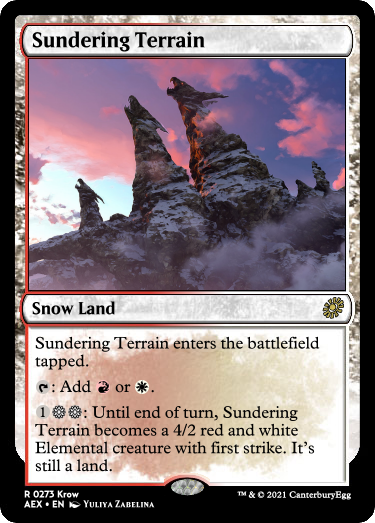 Sundering Terrain
Snow Land
Sundering Terrain enters the battlefield
tapped.
: Add or .
1 : Until end of turn, Sundering
Terrain becomes a 4/2 red and white
Elemental creature with first strike. It's
still a land.
R 0273 Krow
AEX • EN YULIYA ZABELINA
™ & © 2021 CanterburyEgg